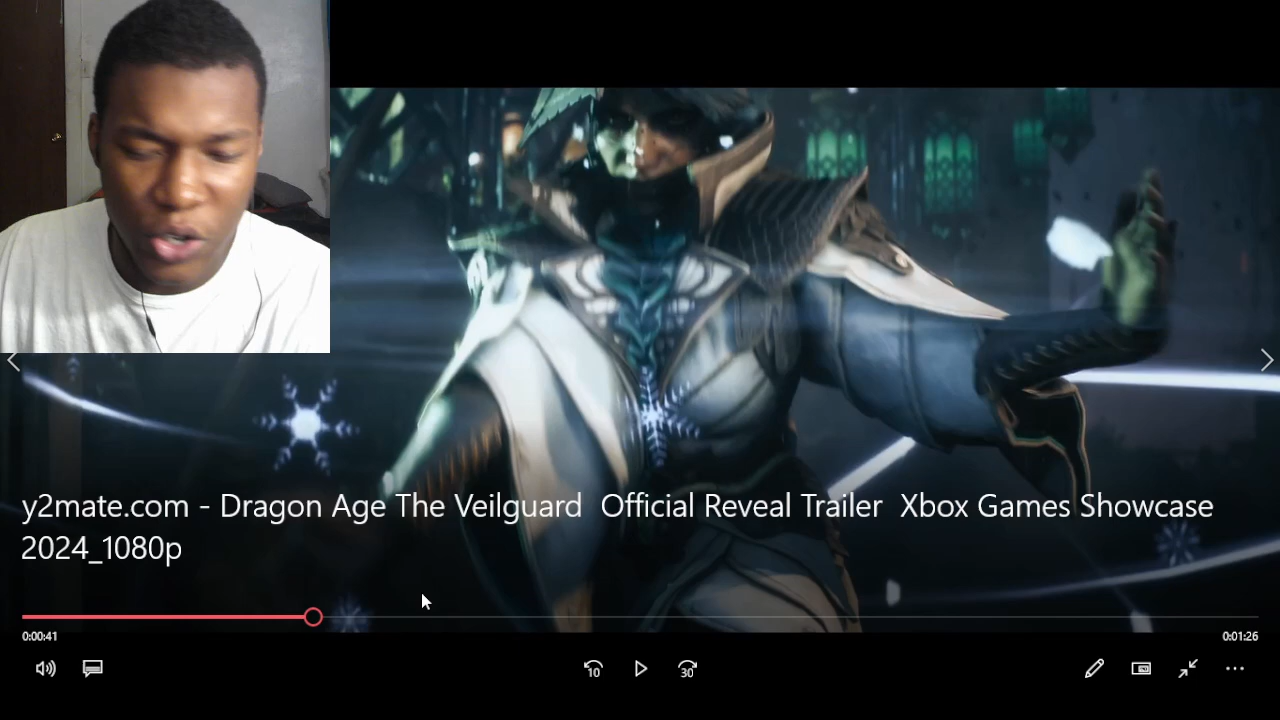 y2mate.com - Dragon Age The Veilguard Official Reveal Trailer Xbox Games Showcase
2024_1080p
0:00:41
0:01:26
10
30